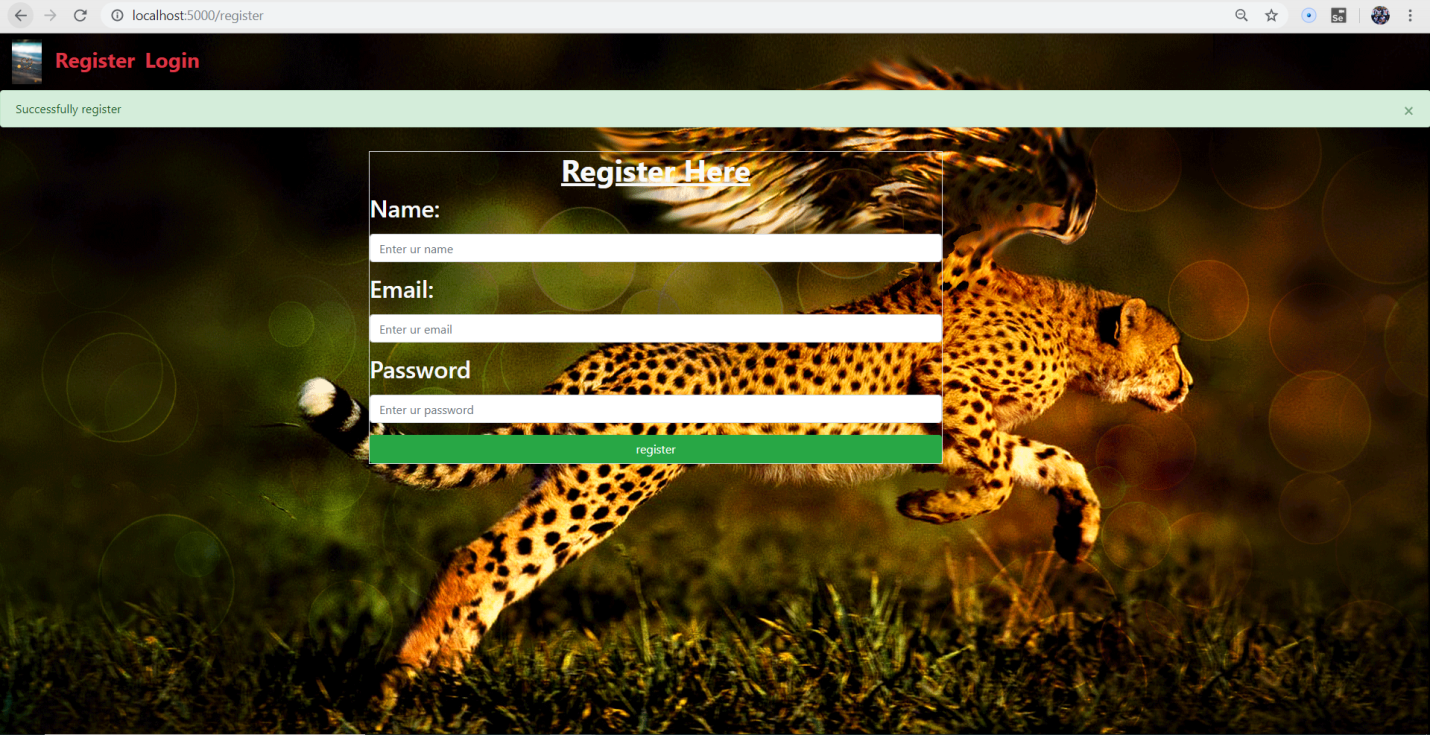 localhost:5000/register
Se
Register Login
Successfully register
×
Register Here
Name:
Enter ur name
Email:
Enter ur email
Password
Enter ur password
register